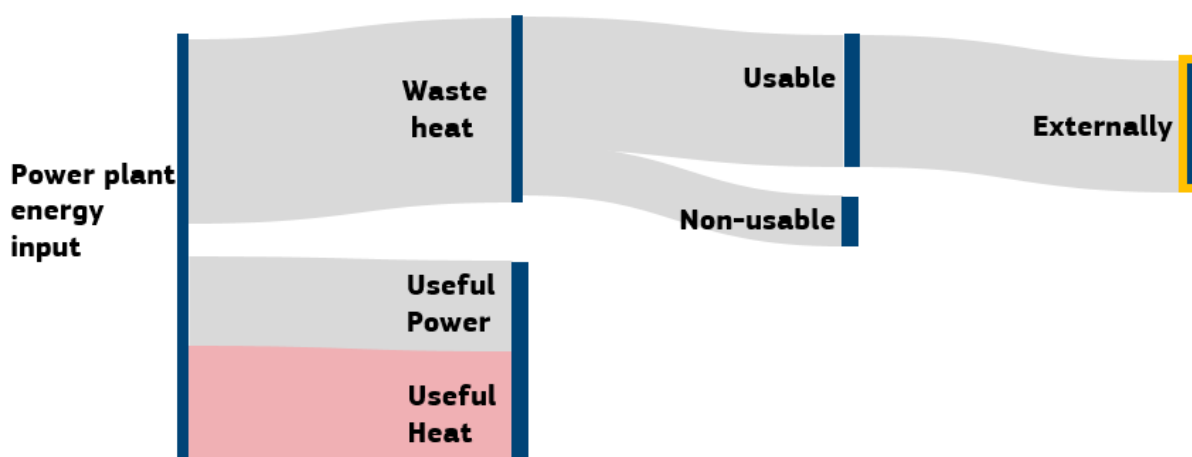 Power plant
energy
input
Waste
heat
Useful
Power
Useful
Heat
Usable
Non-usable
Externally